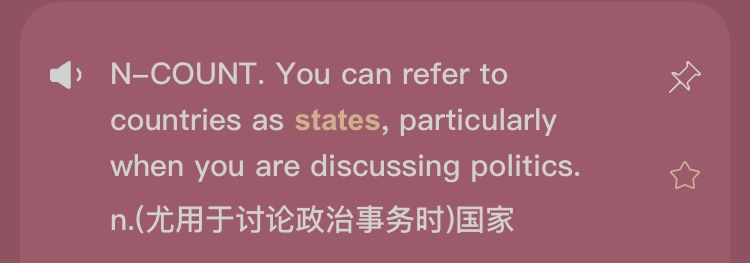 N-COUNT. You can refer to
countries as states, particularly
when you are discussing politics.
n.(尤用于讨论政治事务时)国家